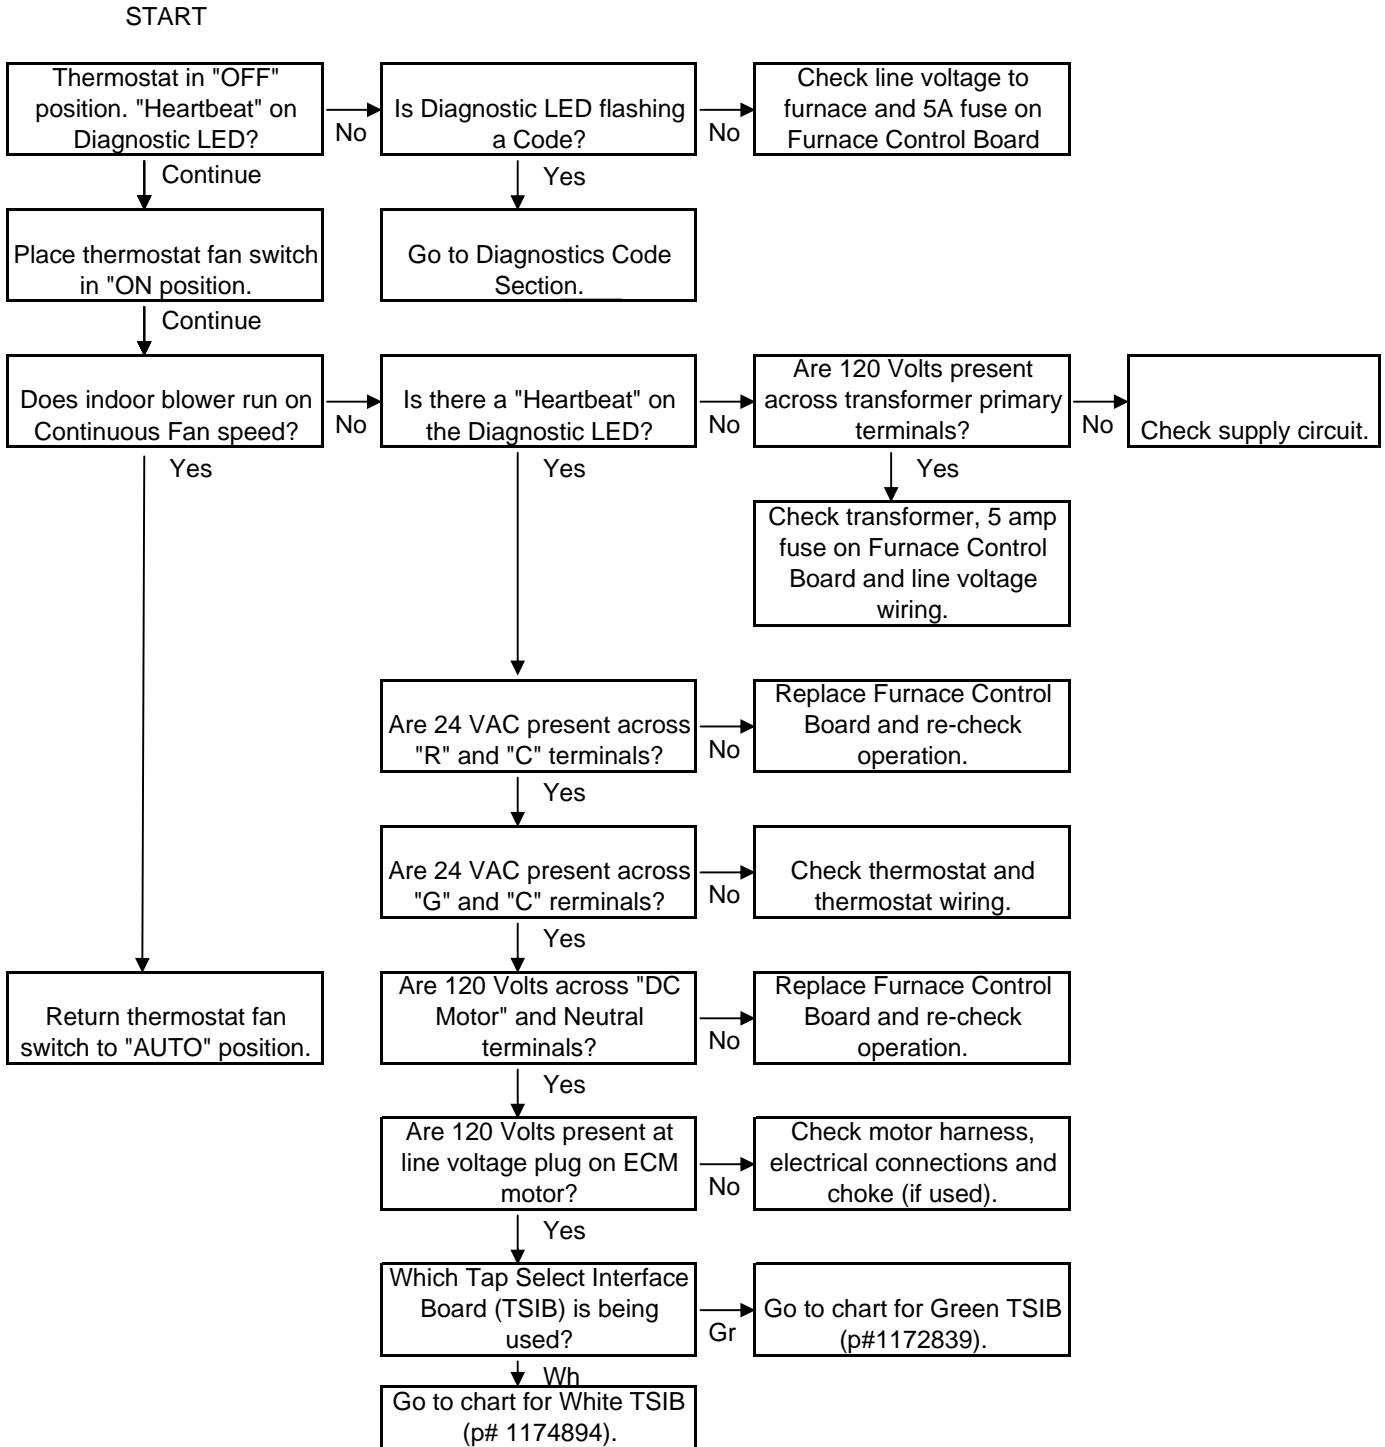 START
Thermostat in "OFF"
position. "Heartbeat" on
Diagnostic LED?
No
Is Diagnostic LED flashing
a Code?
No
Check line voltage to
furnace and 5A fuse on
Furnace Control Board
Continue
Yes
Place thermostat fan switch
in "ON position.
Go to Diagnostics Code
Section.
Continue
Does indoor blower run on
Continuous Fan speed?
No
Is there a "Heartbeat" on
the Diagnostic LED?
No
Are 120 Volts present
across transformer primary
terminals?
No
Check supply circuit.
Yes
Yes
Yes
Check transformer, 5 amp
fuse on Furnace Control
Board and line voltage
wiring.
Are 24 VAC present across
"R" and "C" terminals?
No
Replace Furnace Control
Board and re-check
operation.
Yes
Are 24 VAC present across
"G" and "C" rerminals?
No
Check thermostat and
thermostat wiring.
Yes
Return thermostat fan
switch to "AUTO" position.
Are 120 Volts across "DC
Motor" and Neutral
terminals?
No
Replace Furnace Control
Board and re-check
operation.
Yes
Are 120 Volts present at
line voltage plug on ECM
motor?
No
Check motor harness,
electrical connections and
choke (if used).
Yes
Which Tap Select Interface
Board (TSIB) is being
used?
Gr
Go to chart for Green TSIB
(p#1172839).
Wh
Go to chart for White TSIB
(p# 1174894).